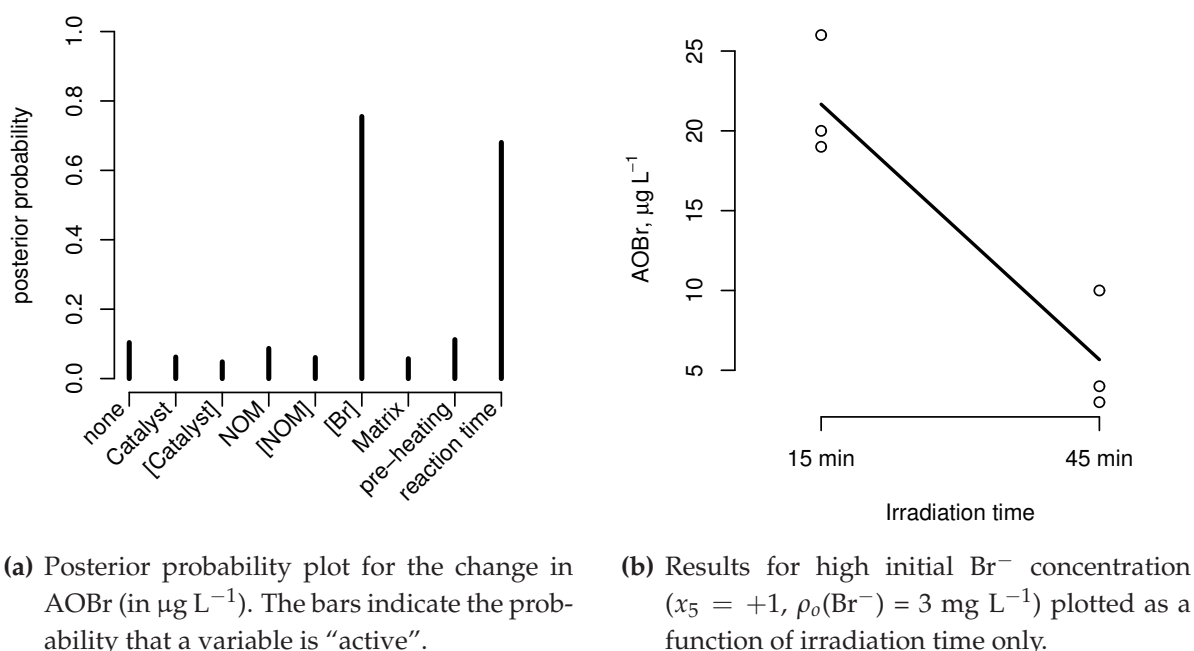 posterior probability
0.0
0.2
0.4
0.6
0.8
1.0
none
Catalyst
[Catalyst]
NOM
[NOM]
[Br]
Matrix
pre−heating
reaction time
AOBr, µg L−1
5
10
15
20
25
15 min
45 min
Irradiation time
(a) Posterior probability plot for the change in
AOBr (in µg L−1). The bars indicate the prob-
ability that a variable is “active”.
(b) Results for high initial Br− concentration
(x5 = +1, ρo(Br−) = 3 mg L−1) plotted as a
function of irradiation time only.